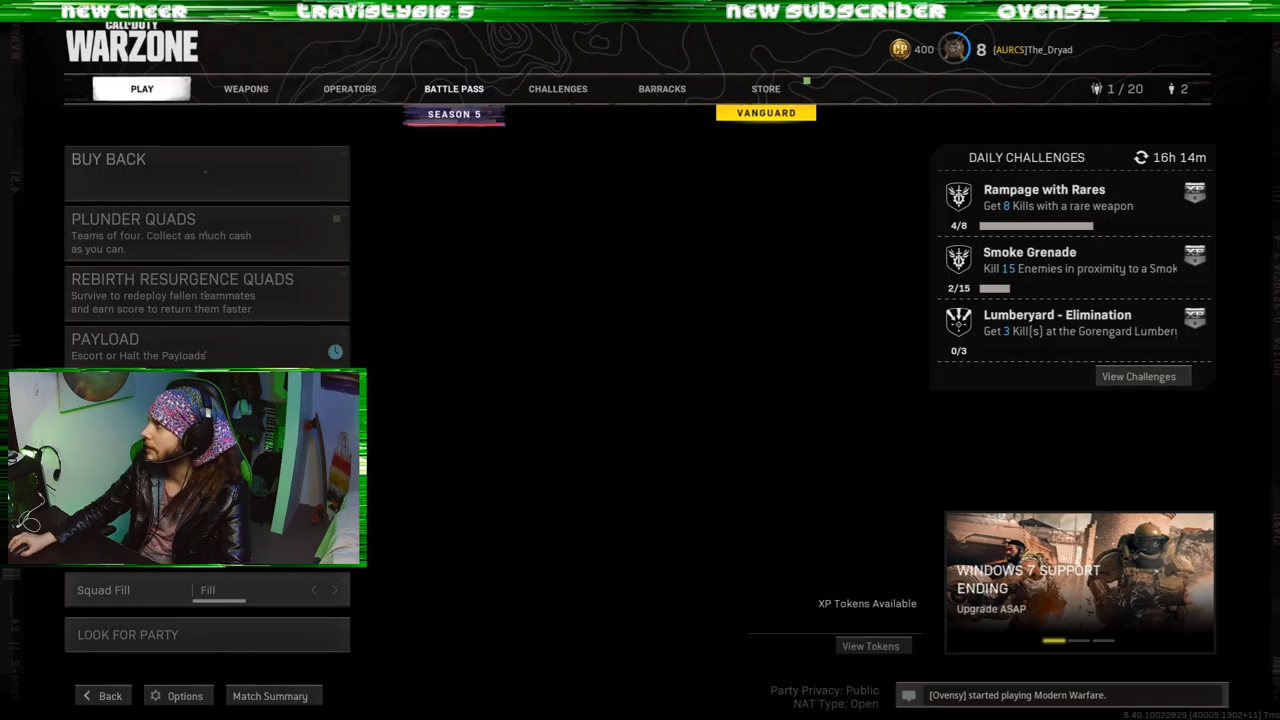 new cheer travistysis 5 new subscriber ovensy
CALL OF DUTY
WARZONE
400 8 [AURCS]The_Dryad
PLAY WEAPONS OPERATORS BATTLE PASS CHALLENGES BARRACKS STORE 1 / 20 2
SEASON 5 VANGUARD
BUY BACK
PLUNDER QUADS
Teams of four. Collect as much cash
as you can.
REBIRTH RESURGENCE QUADS
Survive to redeploy fallen teammates
and earn score to return them faster.
PAYLOAD
Escort or Halt the Payloads
DAILY CHALLENGES 16h 14m
Rampage with Rares
Get 8 Kills with a rare weapon
4/8
Smoke Grenade
Kill 15 Enemies in proximity to a Smok
2/15
Lumberyard - Elimination
Get 3 Kill(s) at the Gorengard Lumbery
0/3
View Challenges
WINDOWS 7 SUPPORT
ENDING
Upgrade ASAP
Squad Fill Fill
LOOK FOR PARTY
XP Tokens Available
View Tokens
Back Options Match Summary
Party Privacy: Public
NAT Type: Open
[Ovensy] started playing Modern Warfare.